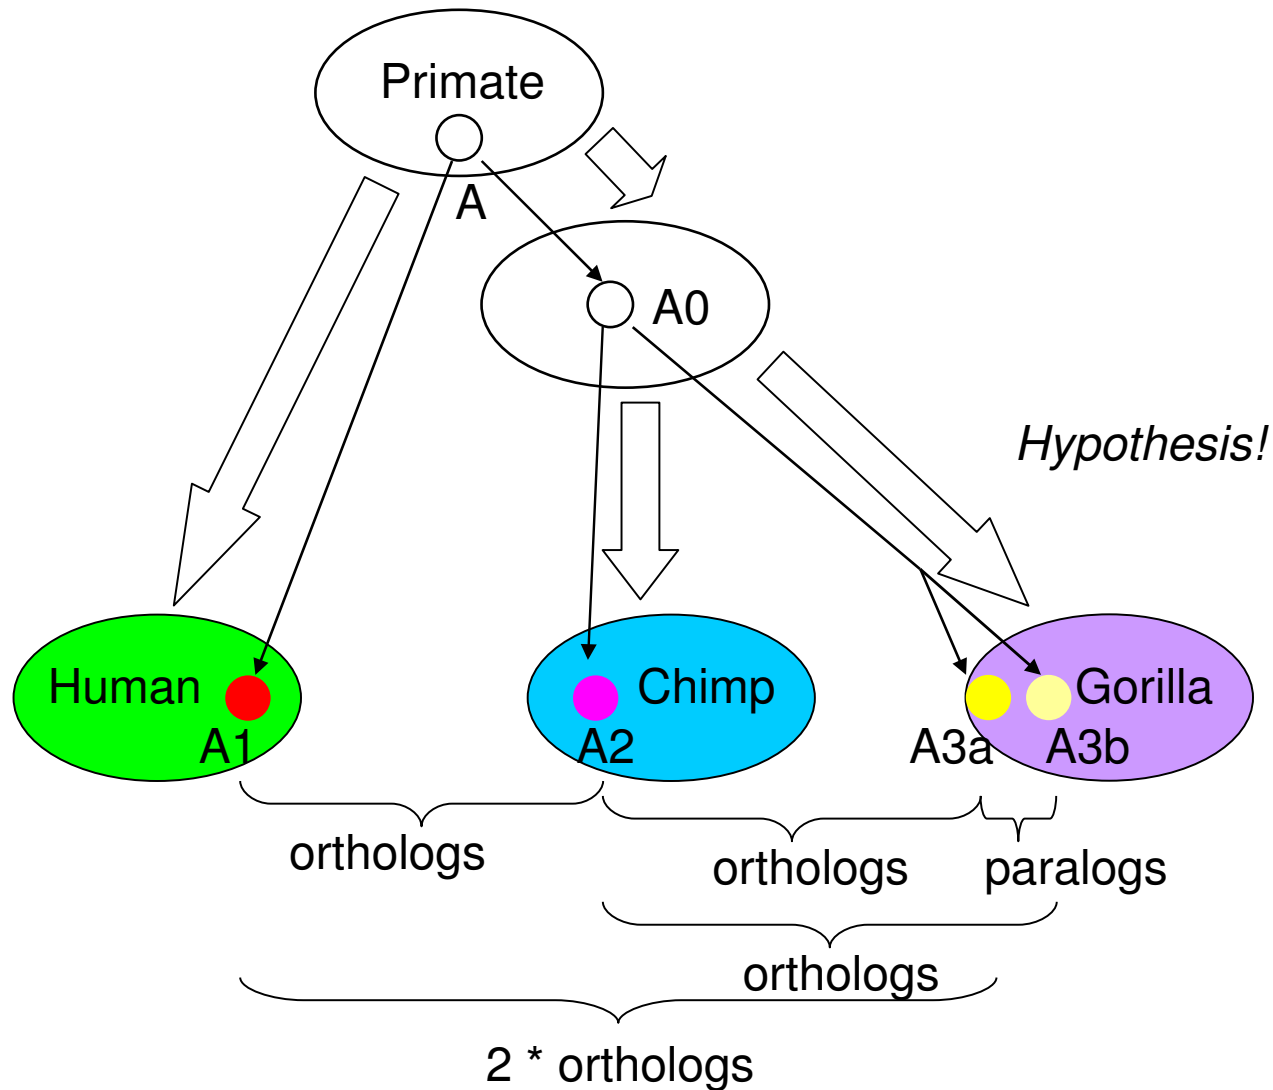 Primate
A
A0
Hypothesis!
Human
Chimp
Gorilla
A1
A2
A3a
A3b
orthologs
orthologs
paralogs
orthologs
2 * orthologs